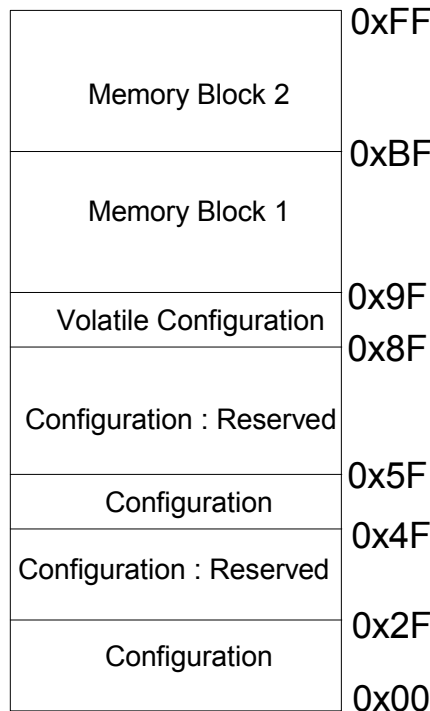 0xFF
Memory Block 2
0xBF
Memory Block 1
0x9F
Volatile Configuration
0x8F
Configuration : Reserved
0x5F
Configuration
0x4F
Configuration : Reserved
0x2F
Configuration
0x00